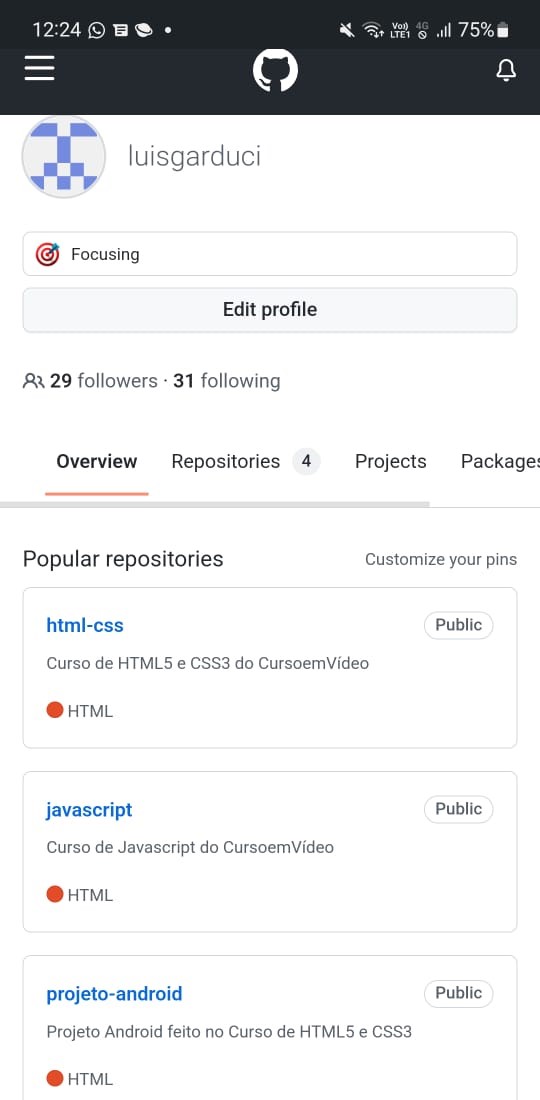 12:24
Vo)) LTE1 4G 75%
luisgarduci
Focusing
Edit profile
29 followers · 31 following
Overview Repositories 4 Projects Packages
Popular repositories Customize your pins
html-css Public
Curso de HTML5 e CSS3 do CursoemVídeo
HTML
javascript Public
Curso de Javascript do CursoemVídeo
HTML
projeto-android Public
Projeto Android feito no Curso de HTML5 e CSS3
HTML